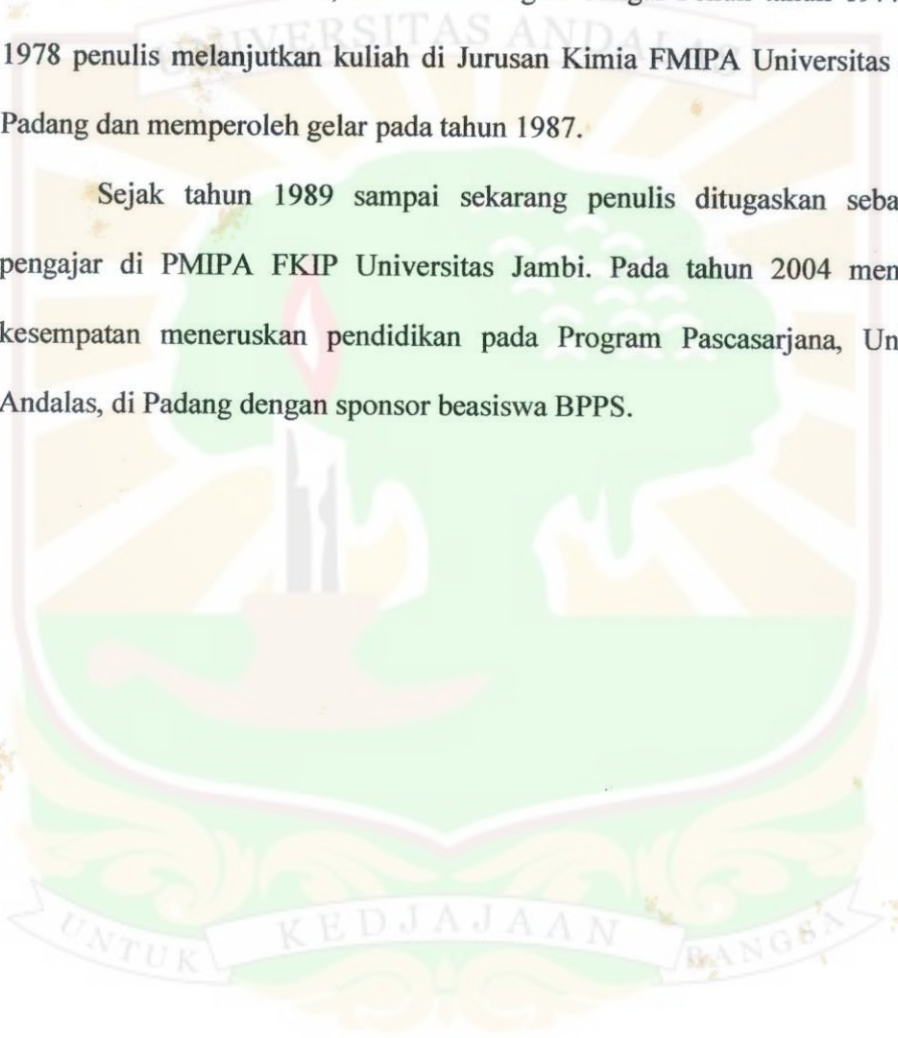 UNIVERSITAS ANDALAS
1978 penulis melanjutkan kuliah di Jurusan Kimia FMIPA Universitas
Padang dan memperoleh gelar pada tahun 1987.
Sejak tahun 1989 sampai sekarang penulis ditugaskan seba
pengajar di PMIPA FKIP Universitas Jambi. Pada tahun 2004 men
kesempatan meneruskan pendidikan pada Program Pascasarjana, Un
Andalas, di Padang dengan sponsor beasiswa BPPS.
UNTUK KEDJAJAAN BANGSA